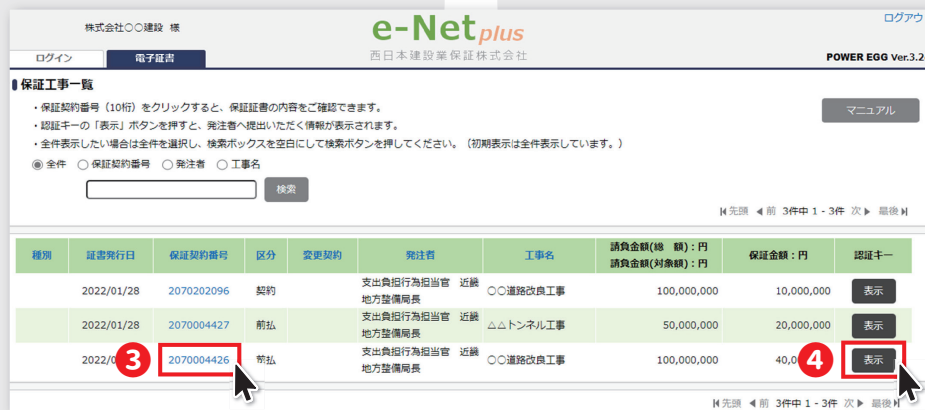 株式会社○○建設 様
e-Net plus
西日本建設業保証株式会社
ログアウ
ログイン
電子証書
POWER EGG Ver.3.2
保証工事一覧
・保証契約番号（10桁）をクリックすると、保証証書の内容をご確認できます。
マニュアル
・認証キーの「表示」ボタンを押すと、発注者へ提出いただく情報が表示されます。
・全件表示したい場合は全件を選択し、検索ボックスを空白にして検索ボタンを押してください。（初期表示は全件表示しています。）
全件 保証契約番号 発注者 工事名
検索
先頭 前 3件中 1 - 3件 次 最後
種別 証書発行日 保証契約番号 区分 変更契約 発注者 工事名 請負金額(総 額)：円 請負金額(対象額)：円 保証金額：円 認証キー
2022/01/28 2070202096 契約 支出負担行為担当官 近畿地方整備局長 ○○道路改良工事 100,000,000 10,000,000 表示
2022/01/28 2070004427 前払 支出負担行為担当官 近畿地方整備局長 △△トンネル工事 50,000,000 20,000,000 表示
2022/0 3 2070004426 前払 支出負担行為担当官 近畿地方整備局長 ○○道路改良工事 100,000,000 40,0 4 表示
先頭 前 3件中 1 - 3件 次 最後